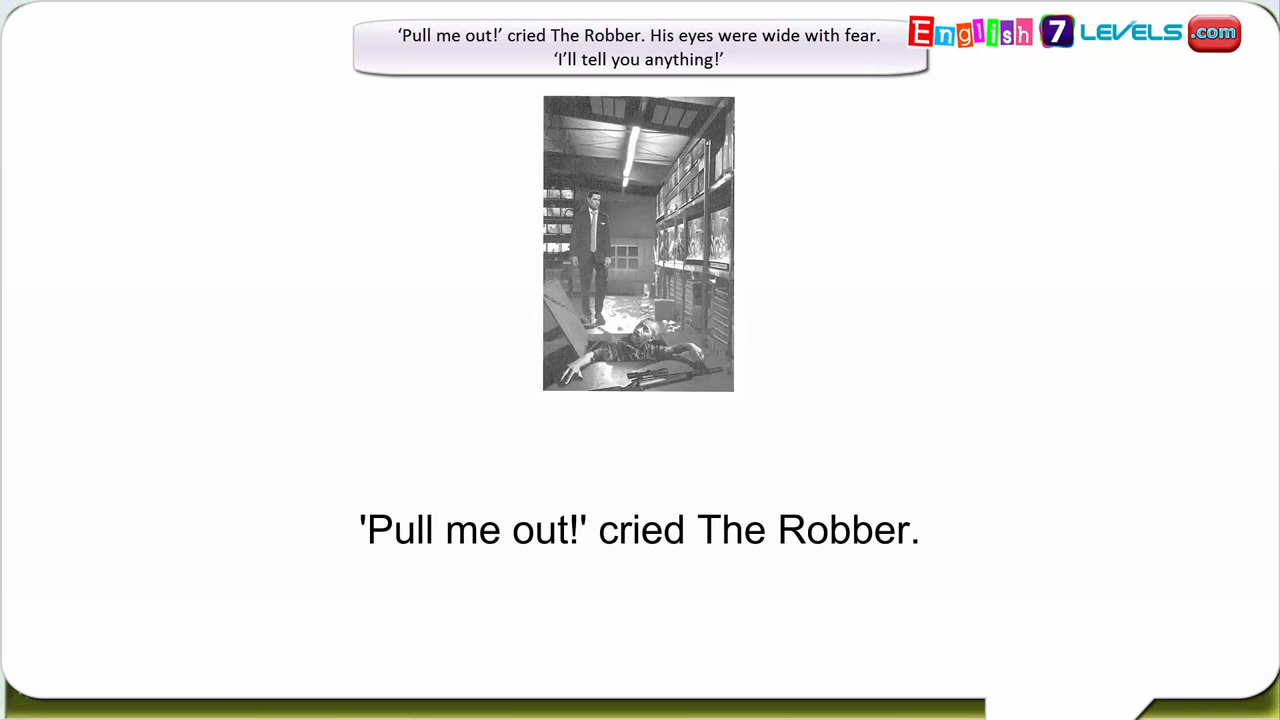 ‘Pull me out!’ cried The Robber. His eyes were wide with fear.
‘I’ll tell you anything!’
English 7 LEVELS .com
'Pull me out!' cried The Robber.